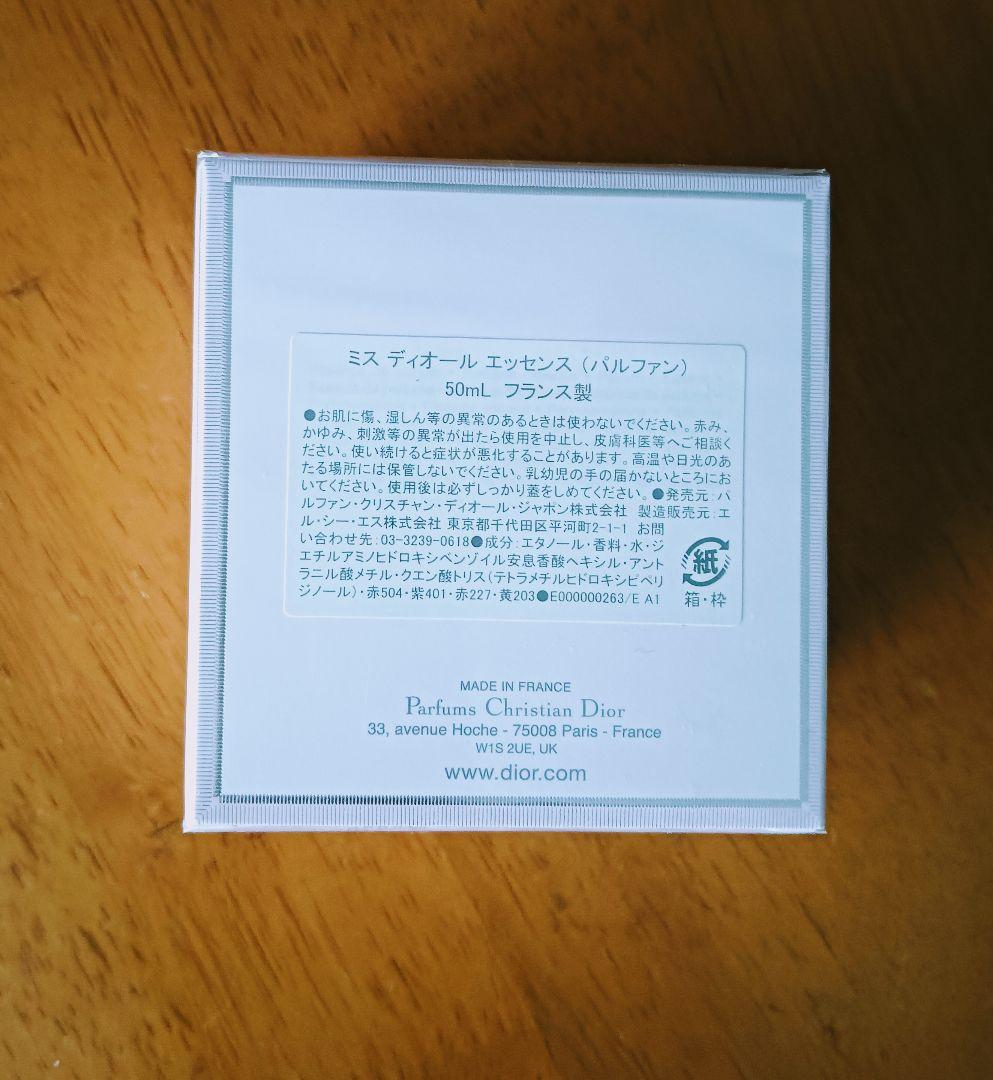 ミス ディオール エッセンス (パルファン)
50mL フランス製
●お肌に傷、湿しん等の異常のあるときは使わないでください。赤み、
かゆみ、刺激等の異常が出たら使用を中止し、皮膚科医等へご相談く
ださい。使い続けると症状が悪化することがあります。高温や日光のあ
たる場所には保管しないでください。乳幼児の手の届かないところにお
いてください。使用後は必ずしっかり蓋をしめてください。●発売元:パ
ルファン・クリスチャン・ディオール・ジャポン株式会社 製造販売元:エ
ル・シー・エス株式会社 東京都千代田区平河町2-1-1 お問
い合わせ先:03-3239-0618●成分:エタノール・香料・水・ジ
エチルアミノヒドロキシベンゾイル安息香酸ヘキシル・アント
ラニル酸メチル・クエン酸トリス(テトラメチルヒドロキシピペリ
ジノール)・赤504・紫401・赤227・黄203●E000000263/E A1
紙
箱・枠
MADE IN FRANCE
Parfums Christian Dior
33, avenue Hoche - 75008 Paris - France
W1S 2UE, UK
www.dior.com